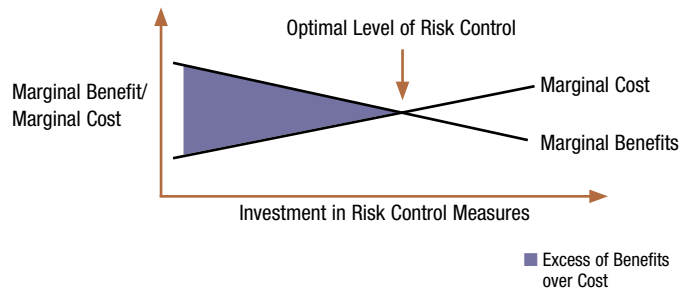 Optimal Level of Risk Control
Marginal Benefit/
Marginal Cost
Marginal Cost
Marginal Benefits
Investment in Risk Control Measures
Excess of Benefits
over Cost